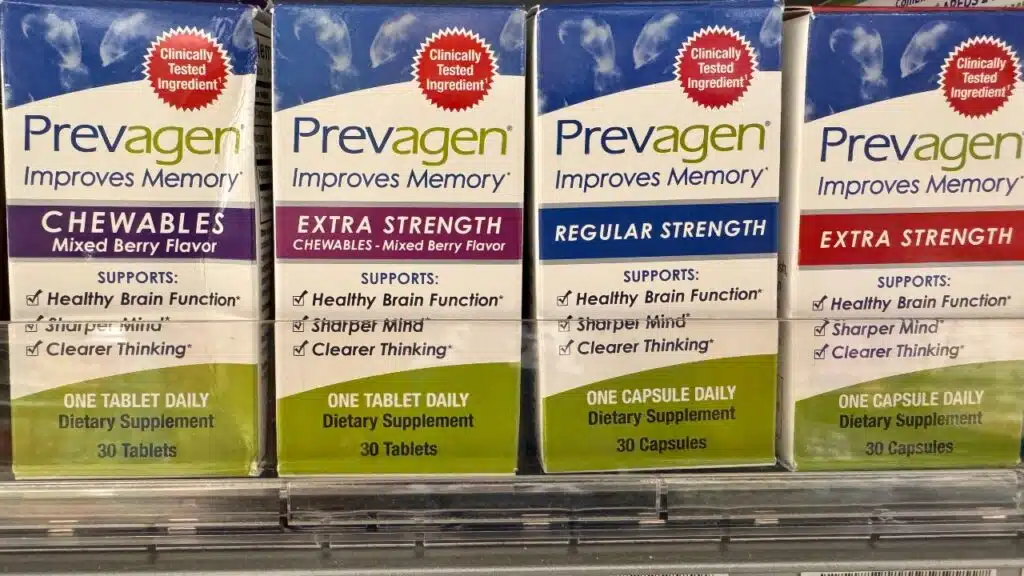 Clinically
Tested
Ingredient†
Prevagen®
Improves Memory*
CHEWABLES
Mixed Berry Flavor
SUPPORTS:
Healthy Brain Function*
Sharper Mind*
Clearer Thinking*
ONE TABLET DAILY
Dietary Supplement
30 Tablets
Clinically
Tested
Ingredient†
Prevagen®
Improves Memory*
EXTRA STRENGTH
CHEWABLES - Mixed Berry Flavor
SUPPORTS:
Healthy Brain Function*
Sharper Mind*
Clearer Thinking*
ONE TABLET DAILY
Dietary Supplement
30 Tablets
Clinically
Tested
Ingredient†
Prevagen®
Improves Memory*
REGULAR STRENGTH
SUPPORTS:
Healthy Brain Function*
Sharper Mind*
Clearer Thinking*
ONE CAPSULE DAILY
Dietary Supplement
30 Capsules
Clinically
Tested
Ingredient†
Prevagen
Improves Memory*
EXTRA STRENGTH
SUPPORTS:
Healthy Brain Function*
Sharper Mind*
Clearer Thinking*
ONE CAPSULE DAILY
Dietary Supplement
30 Capsules